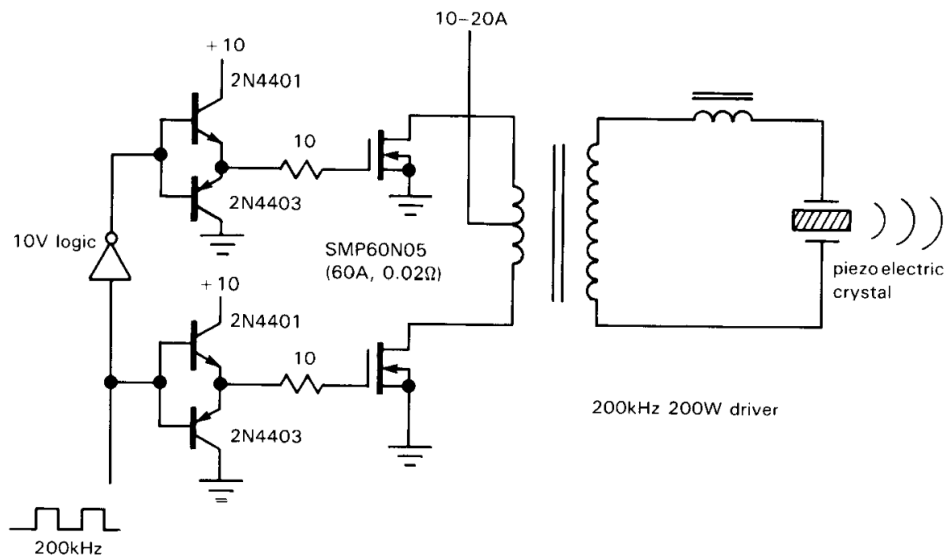 10–20A
+10
2N4401
10
2N4403
10V logic
SMP60N05
(60A, 0.02Ω)
piezoelectric
crystal
+10
2N4401
10
2N4403
200kHz 200W driver
200kHz